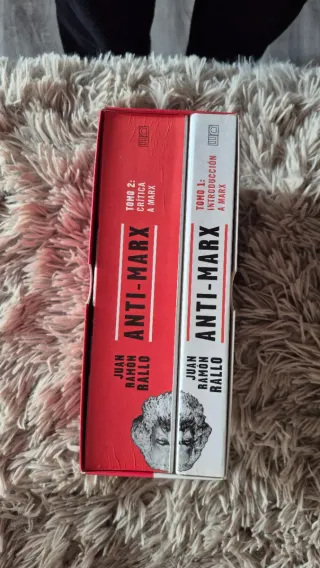 JUAN
RAMÓN
RALLO
ANTI-MARX
TOMO 2:
CRÍTICA
A MARX
JUAN
RAMÓN
RALLO
ANTI-MARX
TOMO 1:
INTRODUCCIÓN
A MARX